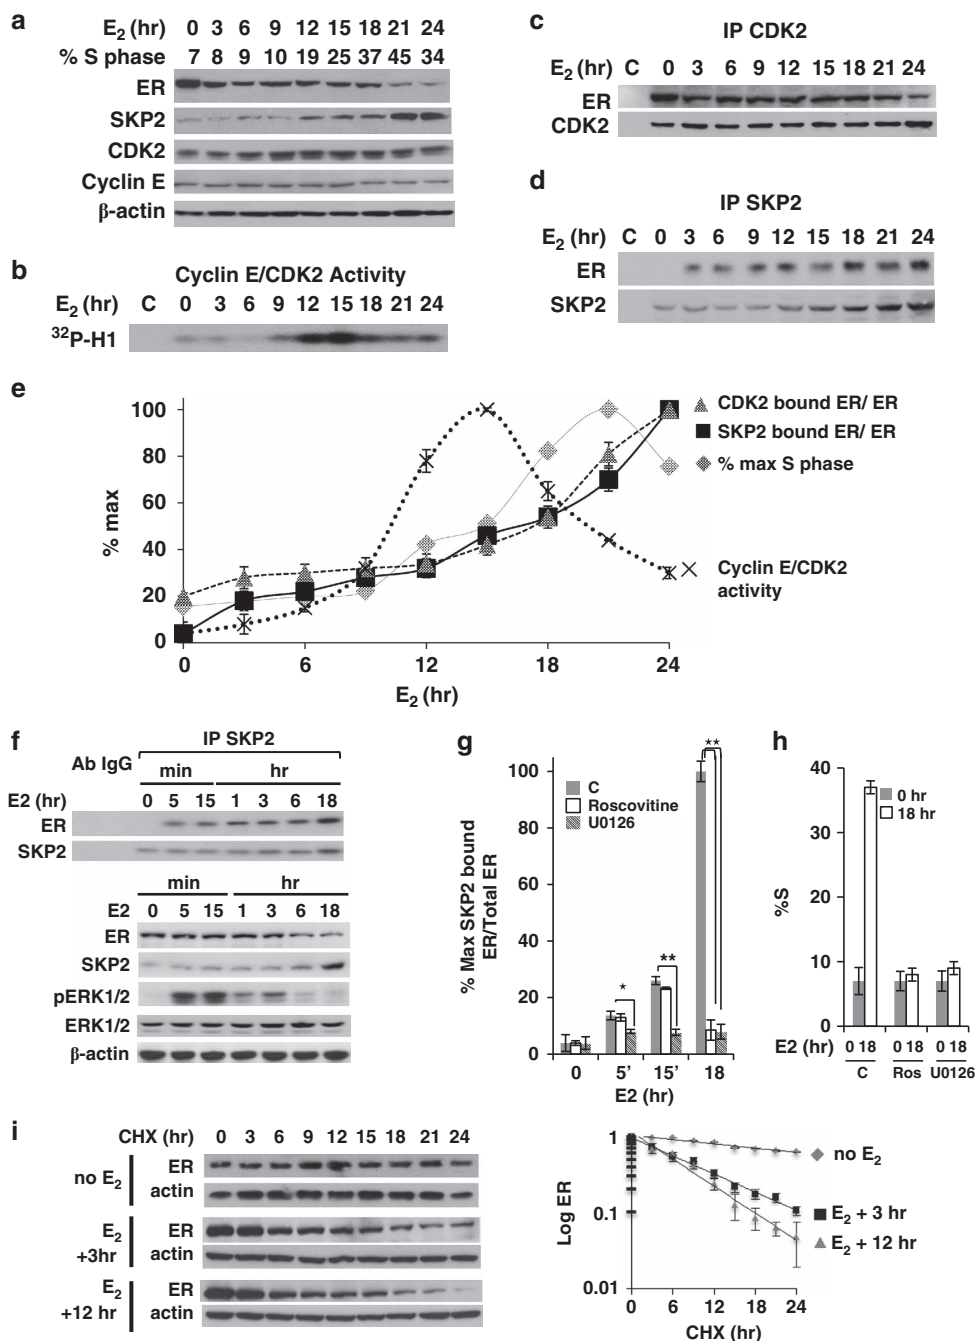 a
E2 (hr) 0 3 6 9 12 15 18 21 24
% S phase 7 8 9 10 19 25 37 45 34
ER
SKP2
CDK2
Cyclin E
β-actin
b
Cyclin E/CDK2 Activity
E2 (hr) C 0 3 6 9 12 15 18 21 24
32P-H1
c
IP CDK2
E2 (hr) C 0 3 6 9 12 15 18 21 24
ER
CDK2
d
IP SKP2
E2 (hr) C 0 3 6 9 12 15 18 21 24
ER
SKP2
e
% max
100
80
60
40
20
0
0 6 12 18 24
E2 (hr)
CDK2 bound ER/ ER
SKP2 bound ER/ ER
% max S phase
Cyclin E/CDK2
activity
f
IP SKP2
Ab IgG min hr
E2 (hr) 0 5 15 1 3 6 18
ER
SKP2
min hr
E2 0 5 15 1 3 6 18
ER
SKP2
pERK1/2
ERK1/2
β-actin
g
% Max SKP2 bound
ER/Total ER
100
80
60
40
20
0
C
Roscovitine
U0126
★
★★
★★
0 5' 15' 18
E2 (hr)
h
%S
40
30
20
10
0
0 hr
18 hr
E2 (hr) 0 18 0 18 0 18
C Ros U0126
i
CHX (hr) 0 3 6 9 12 15 18 21 24
no E2
ER
actin
E2
+3hr
ER
actin
E2
+12 hr
ER
actin
Log ER
1
0.1
0.01
0 6 12 18 24
CHX (hr)
no E2
E2 + 3 hr
E2 + 12 hr